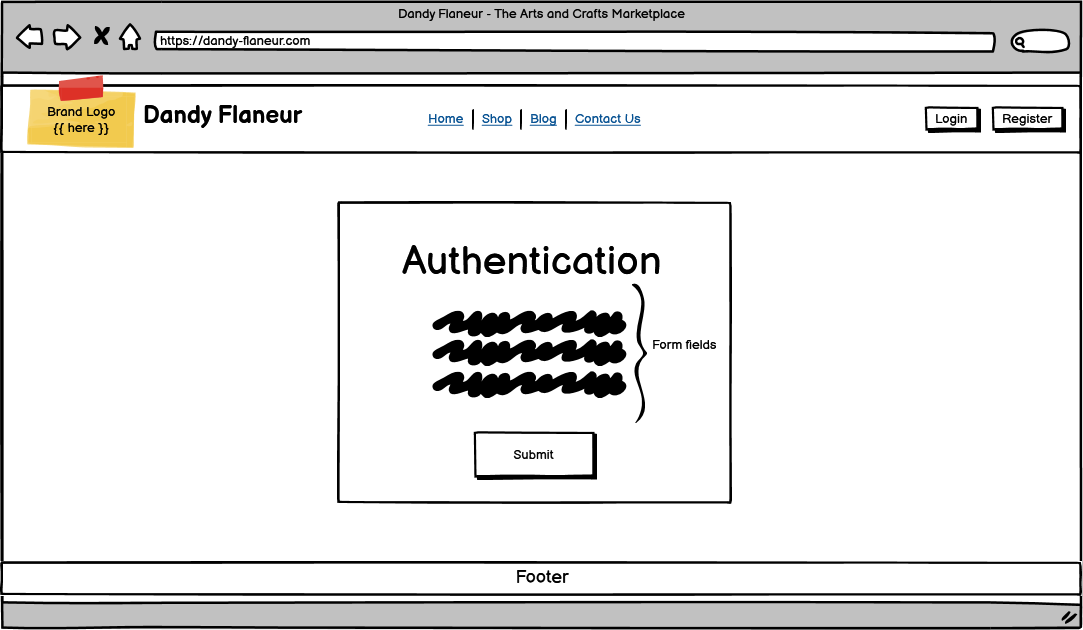 Dandy Flaneur - The Arts and Crafts Marketplace
https://dandy-flaneur.com
Brand Logo
{{ here }}
Dandy Flaneur
Home | Shop | Blog | Contact Us
Login
Register
Authentication
Form fields
Submit
Footer